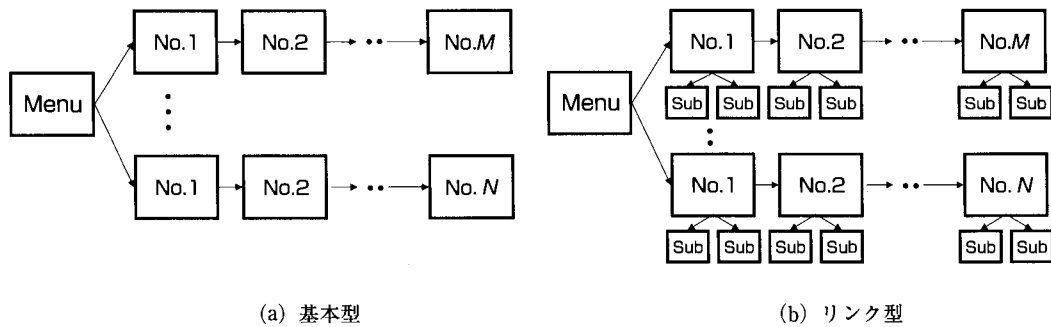 No.1 No.2 •• No.M
Menu
No.1 No.2 •• No. N
(a) 基本型
No.1 No.2 •• No.M
Sub Sub Sub Sub Sub Sub
Menu
No.1 No.2 •• No. N
Sub Sub Sub Sub Sub Sub
(b) リンク型